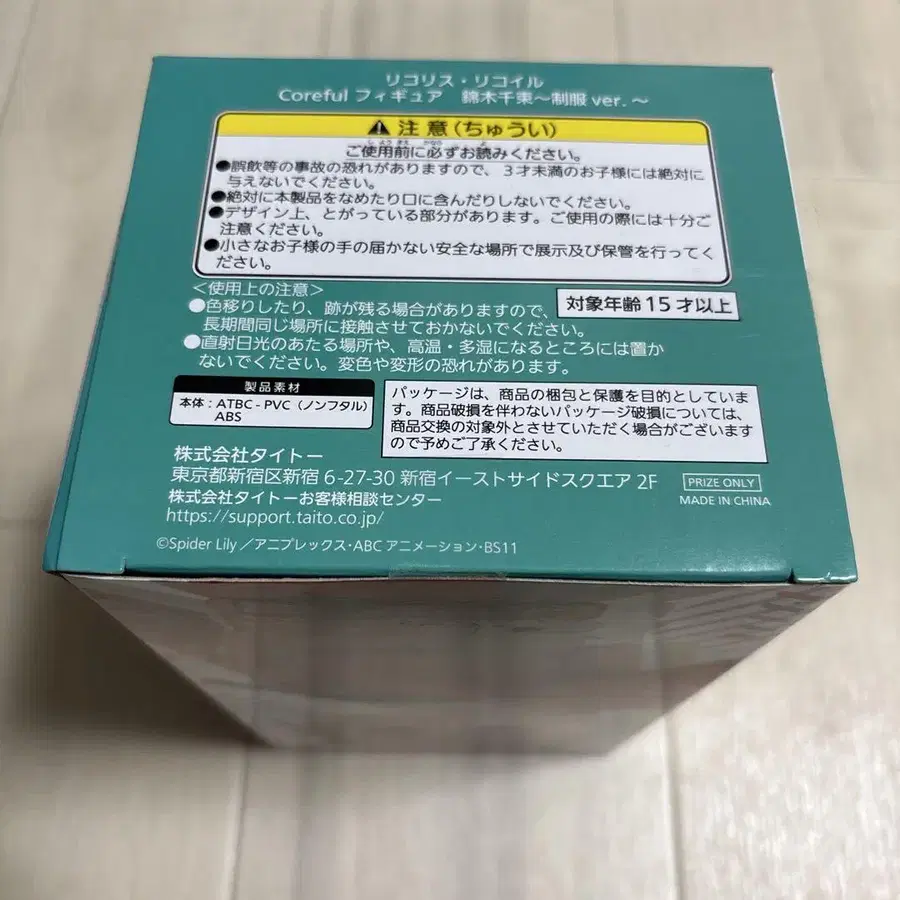 リコリス・リコイル
Coreful フィギュア　錦木千束～制服 ver.～
⚠ 注意(ちゅうい)
ご使用前に必ずお読みください。
●誤飲等の事故の恐れがありますので、３才未満のお子様には絶対に
与えないでください。
●絶対に本製品をなめたり口に含んだりしないでください。
●デザイン上、とがっている部分があります。ご使用の際には十分ご
注意ください。
●小さなお子様の手の届かない安全な場所で展示及び保管を行ってく
ださい。
＜使用上の注意＞
●色移りしたり、跡が残る場合がありますので、
長期間同じ場所に接触させておかないでください。
対象年齢15才以上
●直射日光のあたる場所や、高温・多湿になるところには置か
ないでください。変色や変形の恐れがあります。
製品素材
本体：ATBC-PVC（ノンフタル）
ABS
パッケージは、商品の梱包と保護を目的としていま
す。商品破損を伴わないパッケージ破損については、
商品交換の対象外とさせていただく場合がございます
ので予めご了承ください。
株式会社タイトー
東京都新宿区新宿 6-27-30 新宿イーストサイドスクエア 2F
株式会社タイトーお客様相談センター
https://support.taito.co.jp/
PRIZE ONLY
MADE IN CHINA
©Spider Lily／アニプレックス・ABC アニメーション・BS11